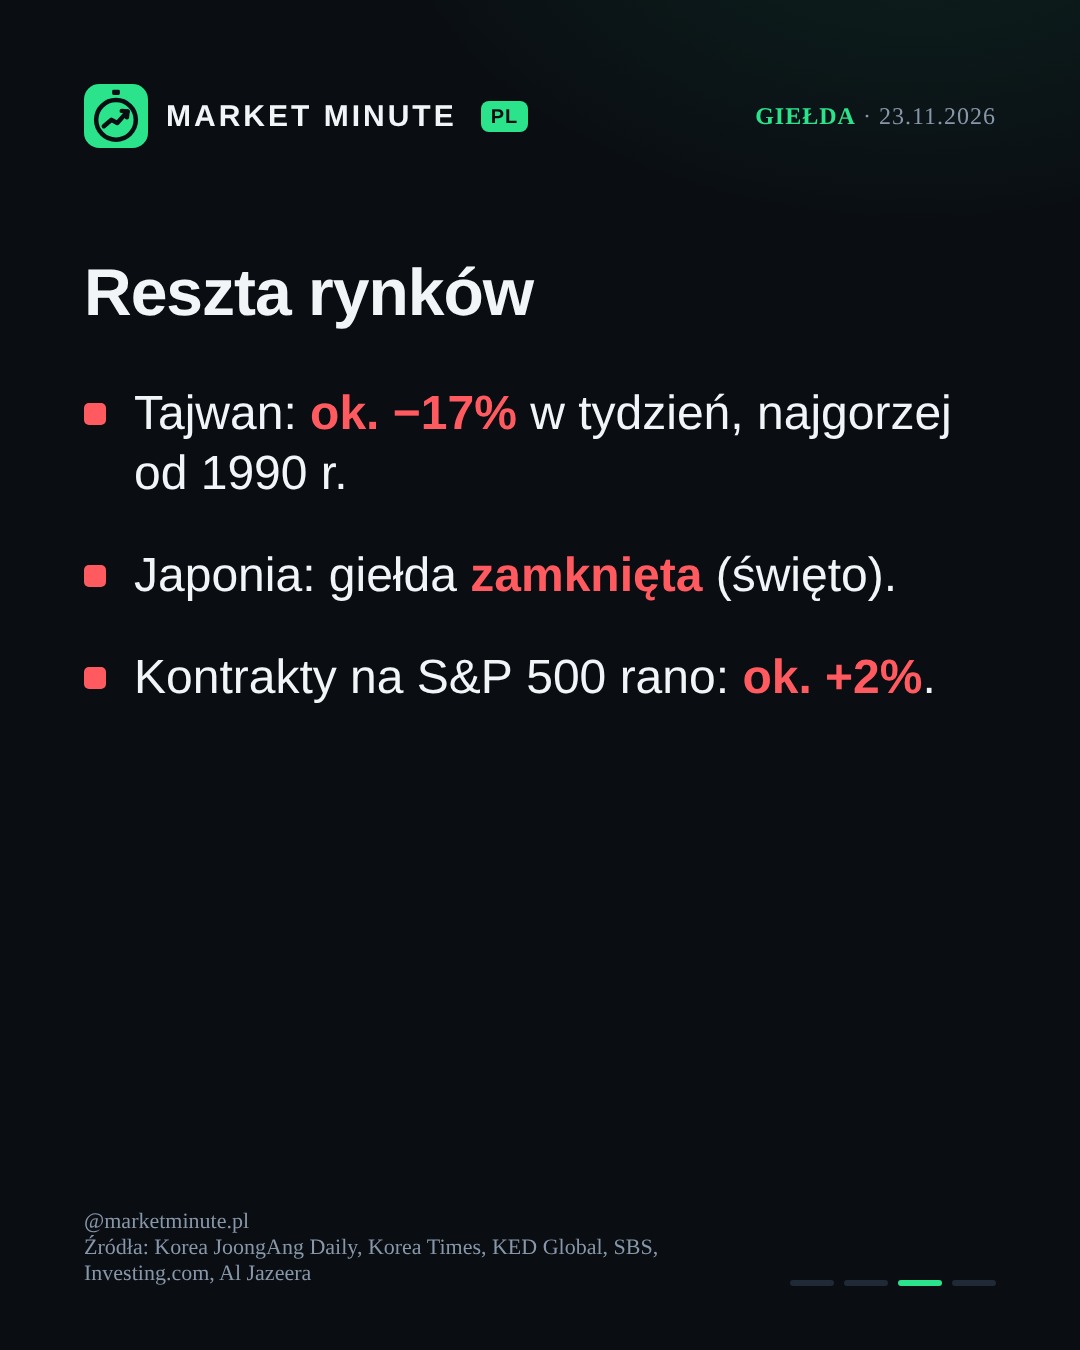 MARKET MINUTE PL
GIEŁDA · 23.11.2026
Reszta rynków
Tajwan: ok. −17% w tydzień, najgorzej
od 1990 r.
Japonia: giełda zamknięta (święto).
Kontrakty na S&P 500 rano: ok. +2%.
@marketminute.pl
Źródła: Korea JoongAng Daily, Korea Times, KED Global, SBS,
Investing.com, Al Jazeera